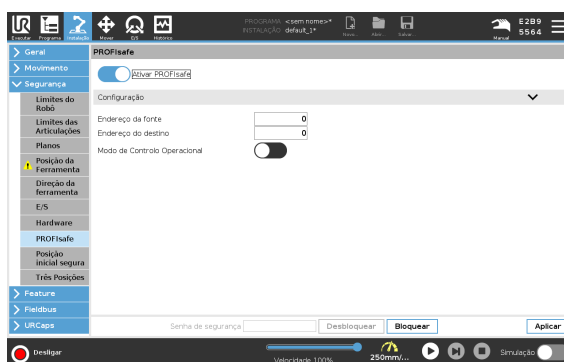 PROGRAMA <sem nome>*
INSTALAÇÃO default_1*
Executar Programa Instalação Mover E/S Histórico
Novo... Abrir... Salvar...
Manual
E2B9
5564
Geral
Movimento
Segurança
Limites do
Robô
Limites das
Articulações
Planos
Posição da
Ferramenta
Direção da
ferramenta
E/S
Hardware
PROFIsafe
Posição
inicial segura
Três Posições
Feature
Fieldbus
URCaps
PROFIsafe
Ativar PROFIsafe
Configuração
Endereço da fonte 0
Endereço do destino 0
Modo de Controlo Operacional
Senha de segurança Desbloquear Bloquear Aplicar
Desligar
Velocidade 100%
250mm/...
Simulação